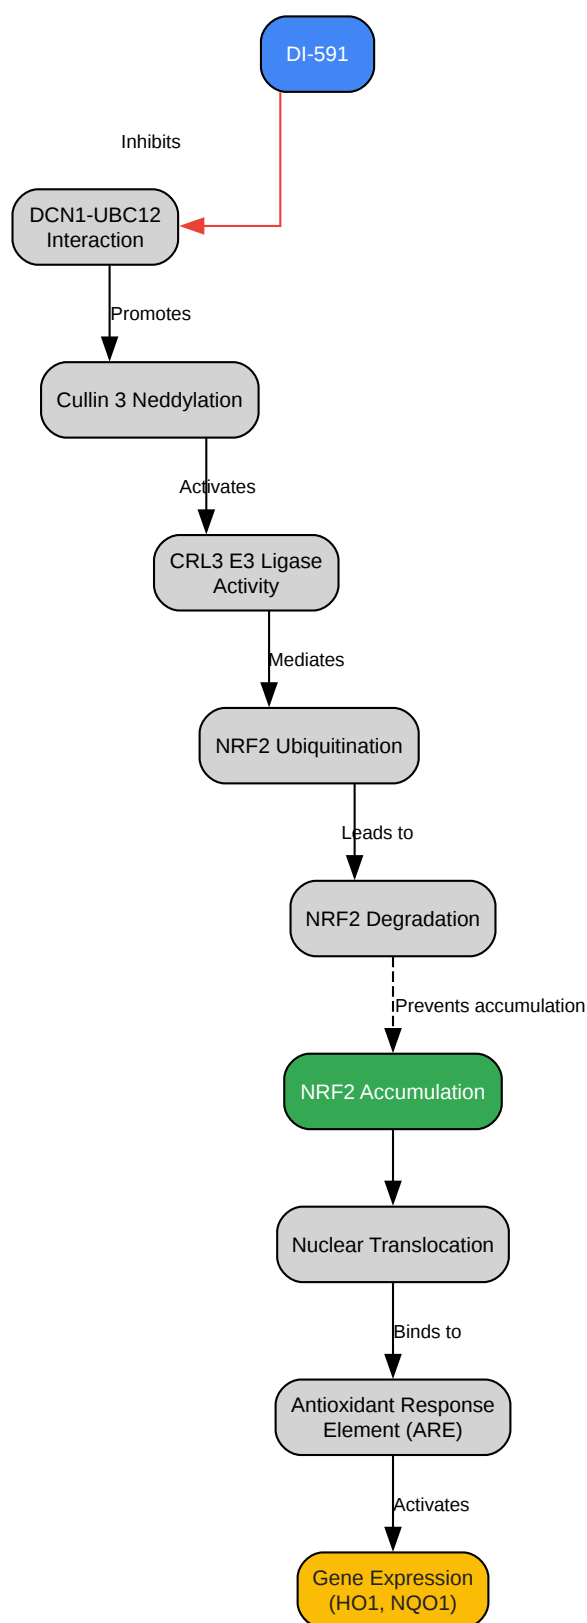 DI-591
Inhibits
DCN1-UBC12
Interaction
Promotes
Cullin 3 Neddylation
Activates
CRL3 E3 Ligase
Activity
Mediates
NRF2 Ubiquitination
Leads to
NRF2 Degradation
Prevents accumulation
NRF2 Accumulation
Nuclear Translocation
Binds to
Antioxidant Response
Element (ARE)
Activates
Gene Expression
(HO1, NQO1)